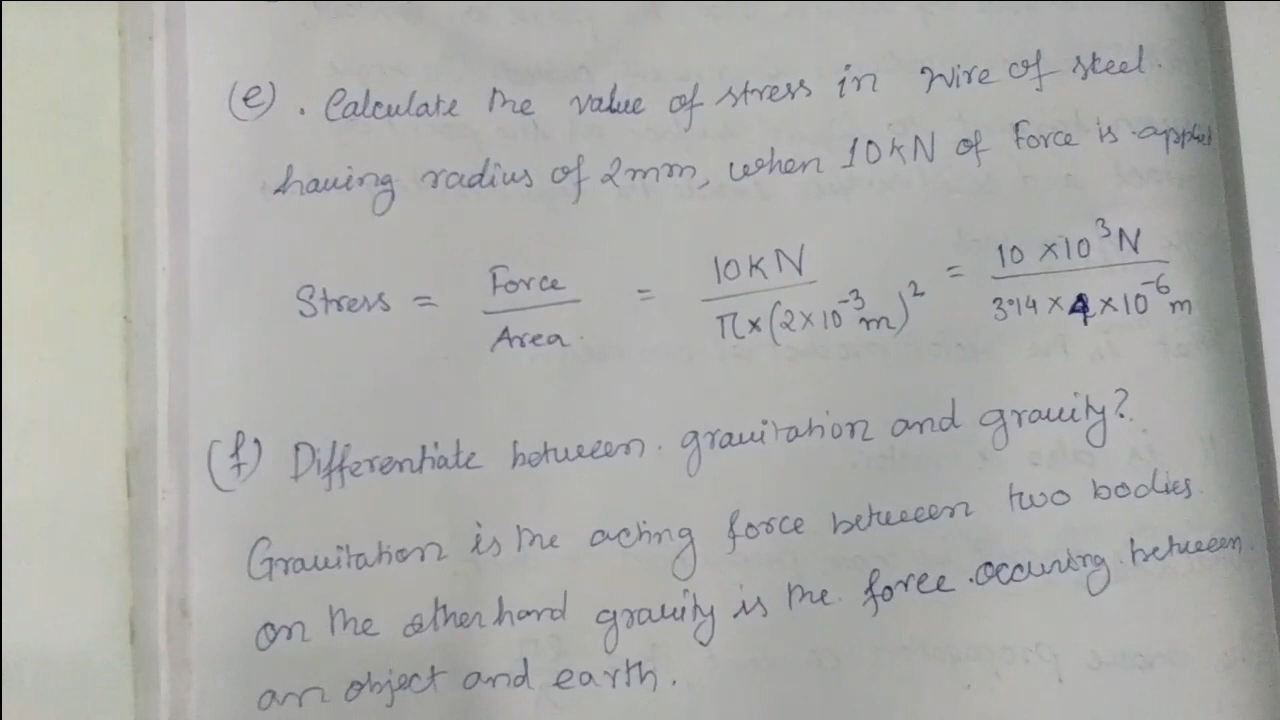 (e). Calculate the value of stress in wire of steel.
having radius of 2mm, when 10kN of Force is applied
Stress = Force / Area = 10KN / π×(2×10⁻³m)² = 10×10³N / 3.14×4×10⁻⁶m
(f) Differentiate between gravitation and gravity?
Gravitation is the acting force between two bodies.
on the other hand gravity is the force occuring between
an object and earth.